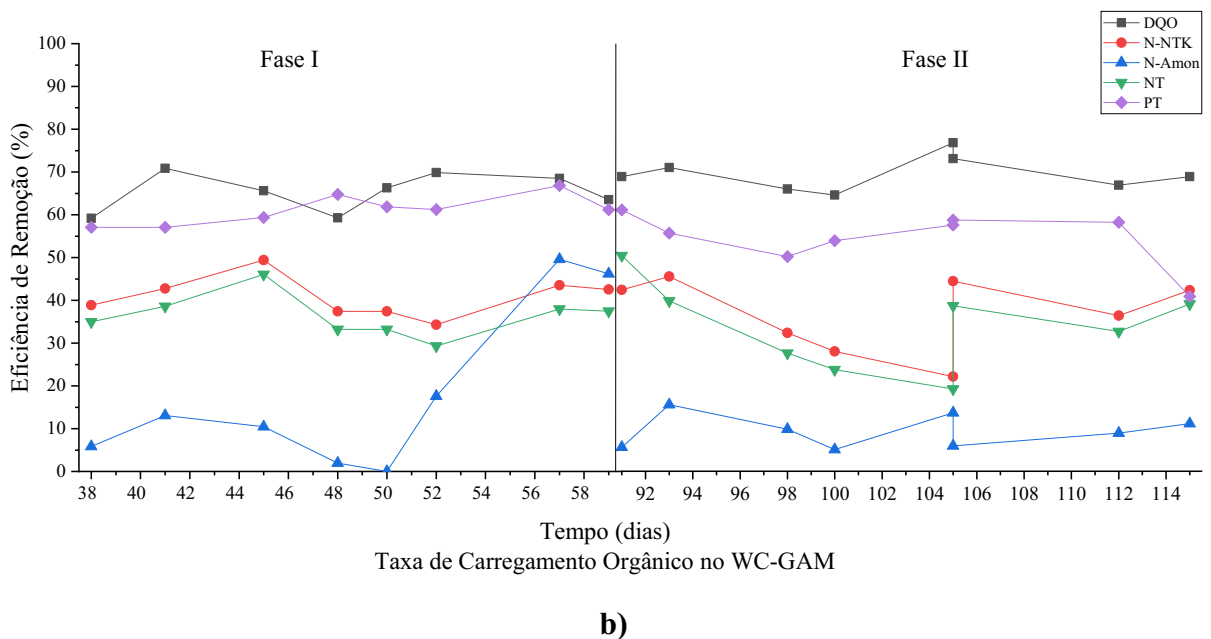 DQO
N-NTK
N-Amon
NT
PT
Fase I
Fase II
Eficiência de Remoção (%)
100
90
80
70
60
50
40
30
20
10
0
38 40 42 44 46 48 50 52 54 56 58 92 94 96 98 100 102 104 106 108 110 112 114
Tempo (dias)
Taxa de Carregamento Orgânico no WC-GAM
b)